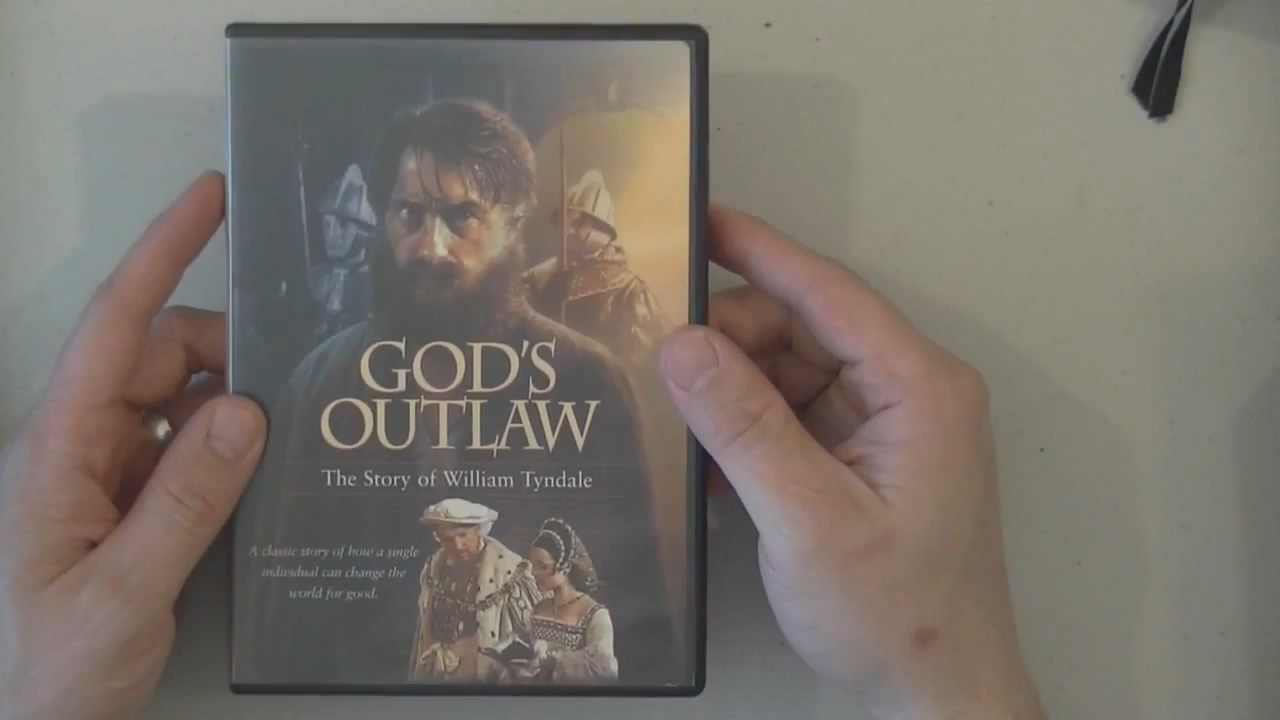 GOD'S
OUTLAW
The Story of William Tyndale
A classic story of how a single
individual can change the
world for good.